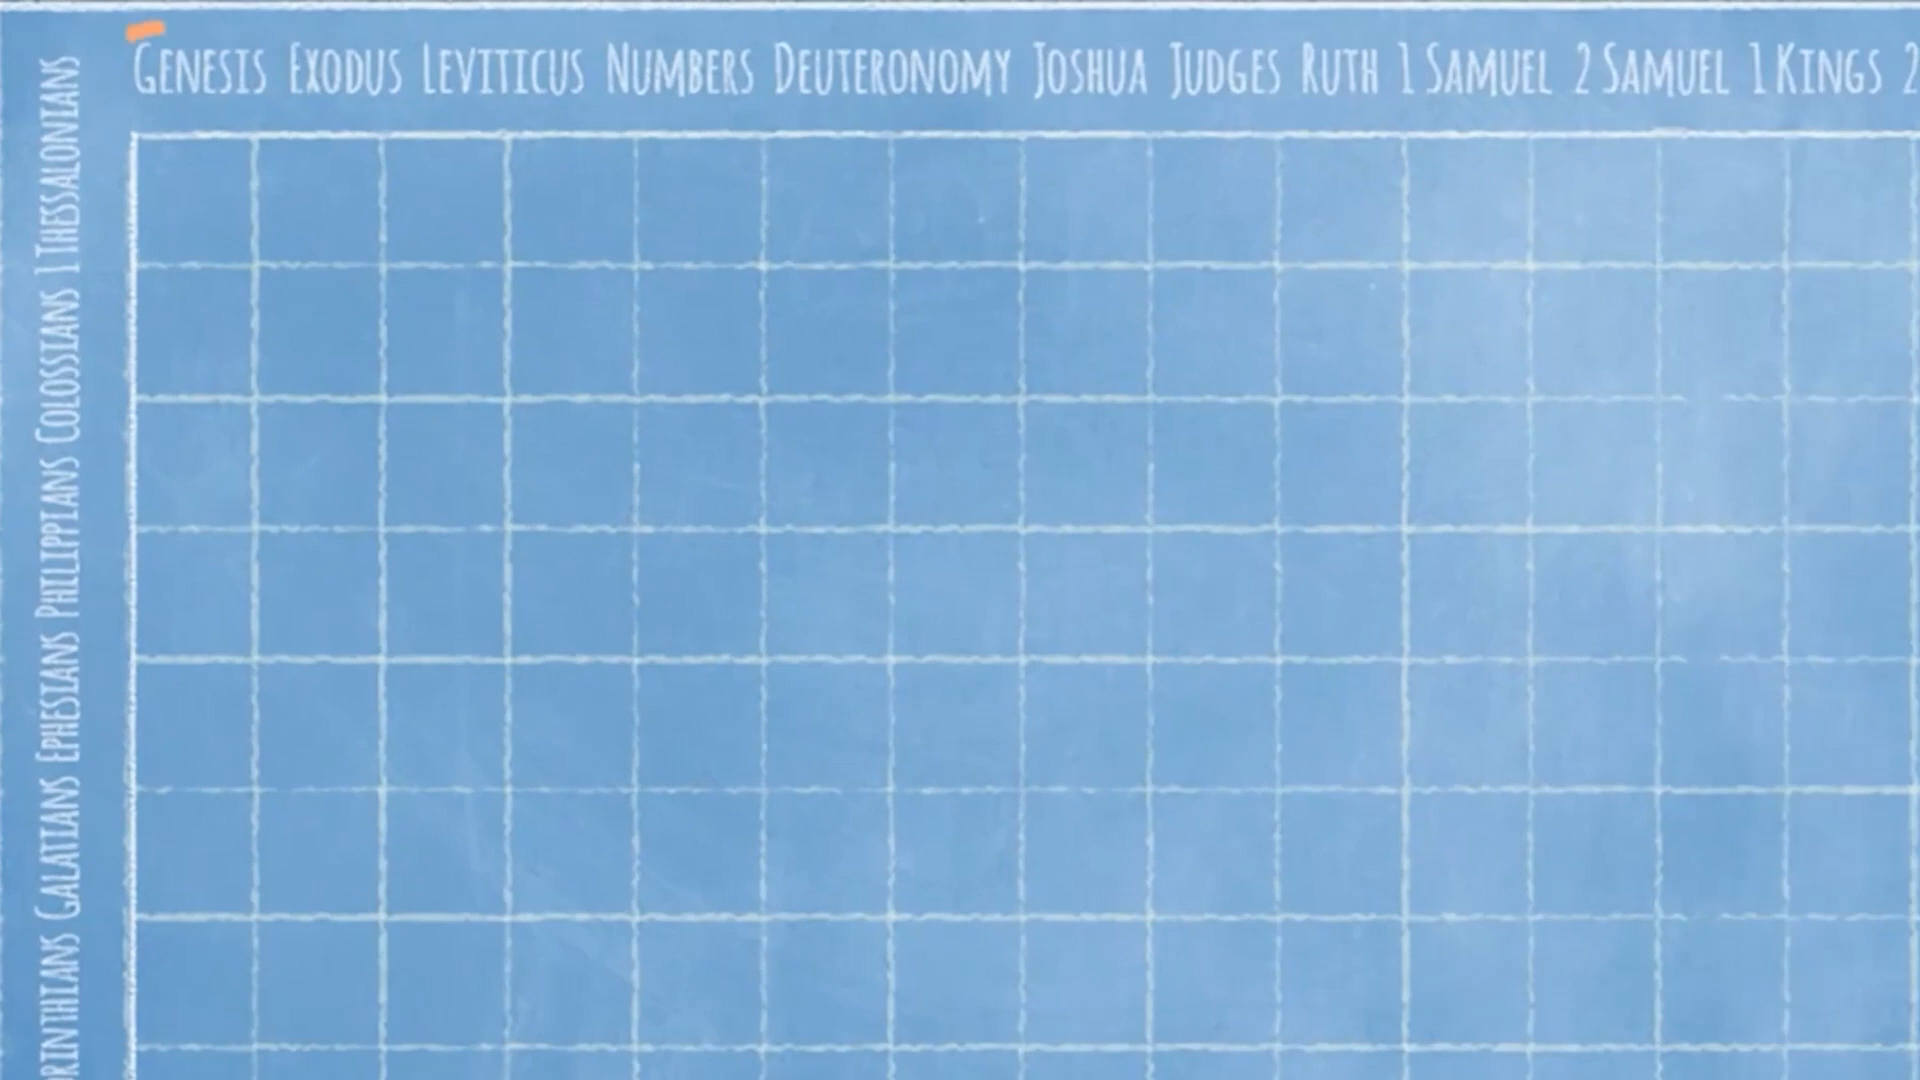 Genesis Exodus Leviticus Numbers Deuteronomy Joshua Judges Ruth 1 Samuel 2 Samuel 1 Kings 2
Galatians Ephesians Philippians Colossians 1 Thessalonians